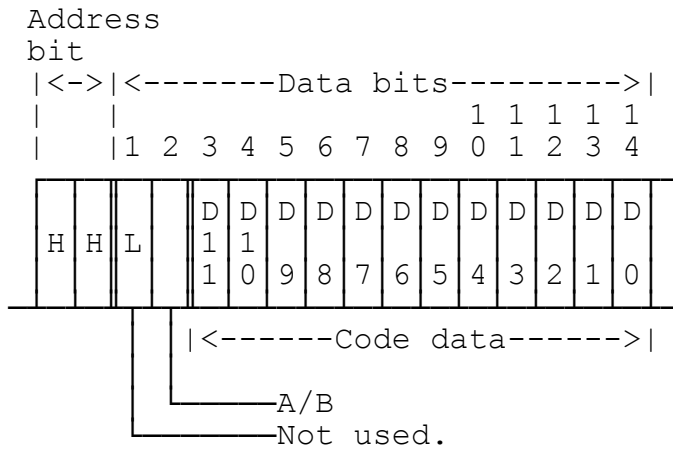 Address
bit
|<->|<-------Data bits--------->|
| | 1 1 1 1 1
| |1 2 3 4 5 6 7 8 9 0 1 2 3 4
D D D D D D D D D D D D
H H L 1 1
1 0 9 8 7 6 5 4 3 2 1 0
|<------Code data------>|
A/B
Not used.